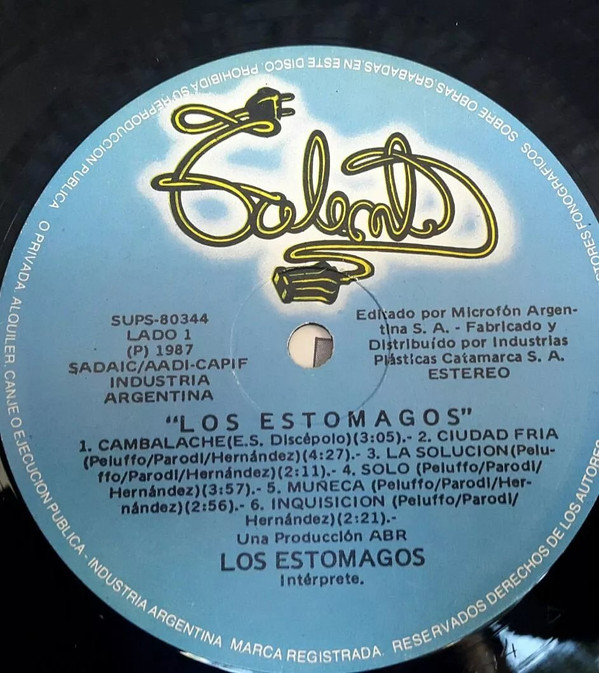 Talent
SUPS-80344
LADO 1
(P) 1987
SADAIC/AADI-CAPIF
INDUSTRIA
ARGENTINA
Editado por Microfón Argen-
tina S. A. - Fabricado y
Distribuído por Industrias
Plásticas Catamarca S. A.
ESTEREO
"LOS ESTOMAGOS"
1. CAMBALACHE(E.S. Discépolo)(3:05).- 2. CIUDAD FRIA
(Peluffo/Parodi/Hernández)(4:27).- 3. LA SOLUCION(Pelu-
ffo/Parodi/Hernández)(2:11).- 4. SOLO (Peluffo/Parodi/
Hernández)(3:57).- 5. MUÑECA (Peluffo/Parodi/Her-
nández)(2:56).- 6. INQUISICION (Peluffo/Parodi/
Hernández)(2:21).-
Una Producción ABR
LOS ESTOMAGOS
Intérprete.
INDUSTRIA ARGENTINA MARCA REGISTRADA. RESERVADOS DERECHOS DE LOS AUTORES
TORES FONOGRAFICOS SOBRE OBRAS, GRABADAS, EN ESTE DISCO. PROHIBIDA SU REPRODUCCION PUBLICA O PRIVADA ALQUILER, CANJE O EJECUCION PUBLICA -